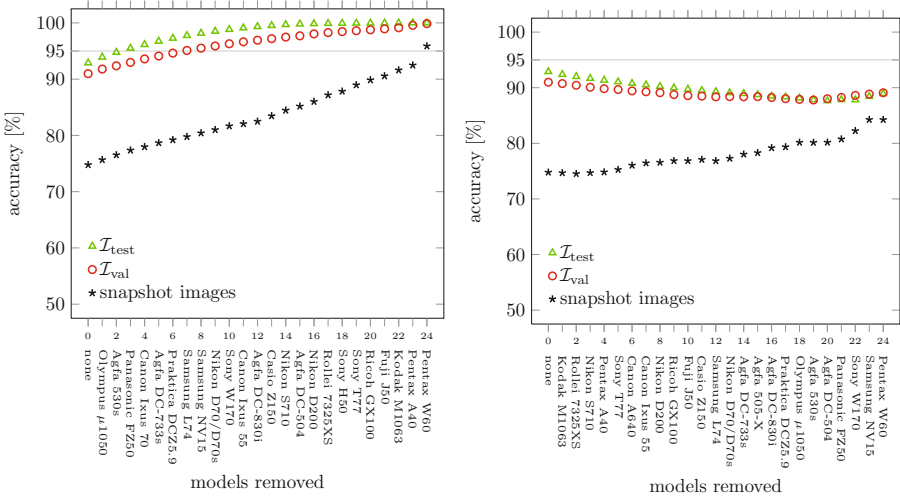 100
95
90
80
70
60
50
accuracy [%]
I_test
I_val
snapshot images
0 2 4 6 8 10 12 14 16 18 20 22 24
none
Olympus μ1050
Agfa 530s
Panasonic FZ50
Canon Ixus 70
Agfa DC-733s
Praktica DCZ5.9
Samsung L74
Samsung NV15
Nikon D70/D70s
Sony W170
Canon Ixus 55
Agfa DC-830i
Casio Z150
Nikon S710
Agfa DC-504
Nikon D200
Rollei 7325XS
Sony H50
Sony T77
Ricoh GX100
Fuji J50
Kodak M1063
Pentax A40
Pentax W60
models removed
100
95
90
80
70
60
50
accuracy [%]
I_test
I_val
snapshot images
0 2 4 6 8 10 12 14 16 18 20 22 24
none
Kodak M1063
Rollei 7325XS
Nikon S710
Pentax A40
Sony T77
Canon A640
Canon Ixus 55
Nikon D200
Ricoh GX100
Fuji J50
Casio Z150
Samsung L74
Nikon D70/D70s
Agfa DC-733s
Agfa 505-X
Agfa DC-830i
Praktica DCZ5.9
Olympus μ1050
Agfa 530s
Agfa DC-504
Panasonic FZ50
Sony W170
Samsung NV15
Pentax W60
models removed